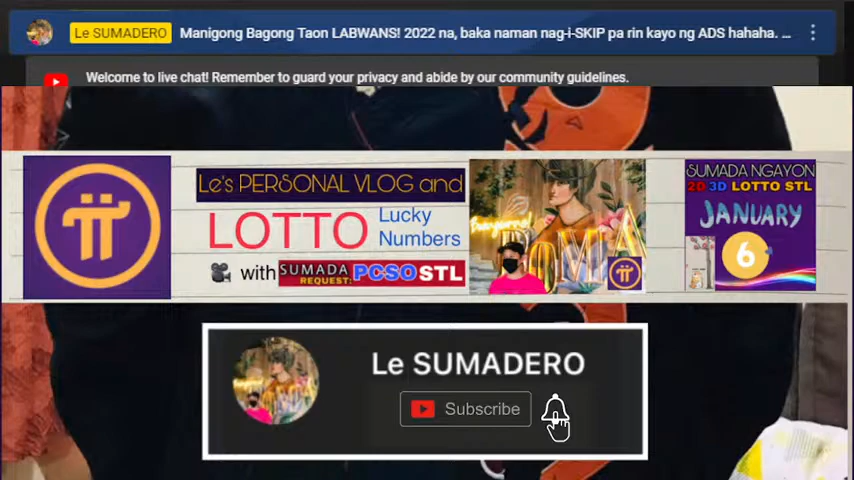 Le SUMADERO Manigong Bagong Taon LABWANS! 2022 na, baka naman nag-i-SKIP pa rin kayo ng ADS hahaha. ...
Welcome to live chat! Remember to guard your privacy and abide by our community guidelines.
Le's PERSONAL VLOG and
LOTTO Lucky Numbers
with SUMADA REQUEST: PCSO STL
ROMA
SUMADA NGAYON
2D 3D LOTTO STL
JANUARY
6
Le SUMADERO
Subscribe